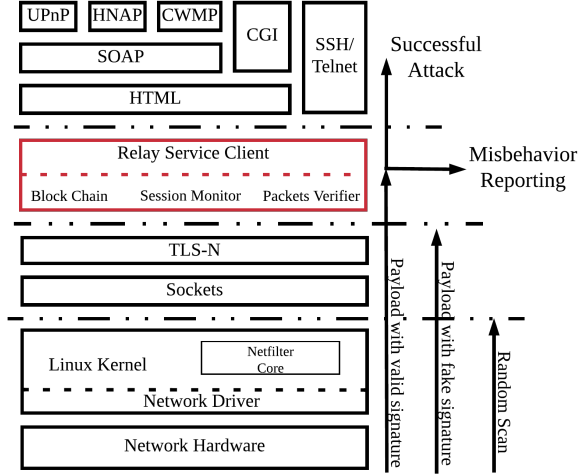 UPnP
HNAP
CWMP
CGI
SSH/
Telnet
SOAP
HTML
Successful
Attack
Relay Service Client
Block Chain
Session Monitor
Packets Verifier
Misbehavior
Reporting
TLS-N
Sockets
Linux Kernel
Netfilter
Core
Network Driver
Network Hardware
Payload with valid signature
Payload with fake signature
Random Scan